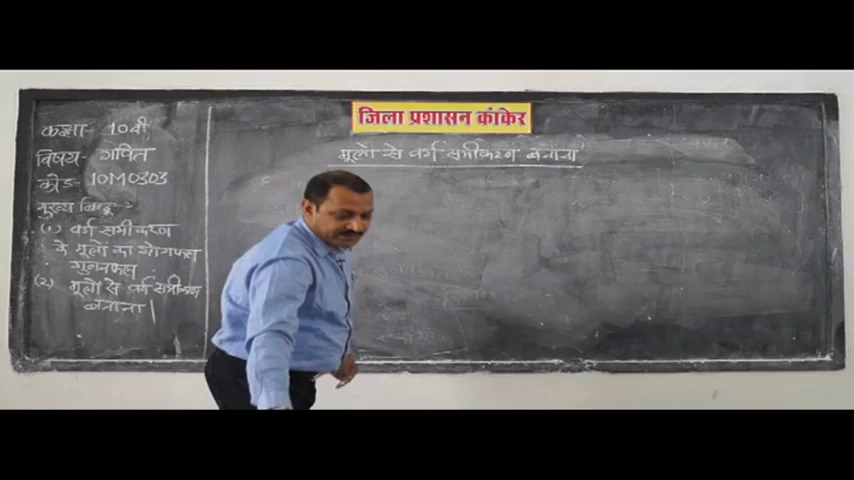 जिला प्रशासन कांकेर
मूलों से वर्ग समीकरण बनाना
कक्षा- 10वी
विषय- गणित
कोड- 10M0303
मुख्य बिन्दु-
(1) वर्ग समीकरण
के मूलों का योगफल
गुणनफल
(2) मूलों से वर्ग समीकरण
बनाना।